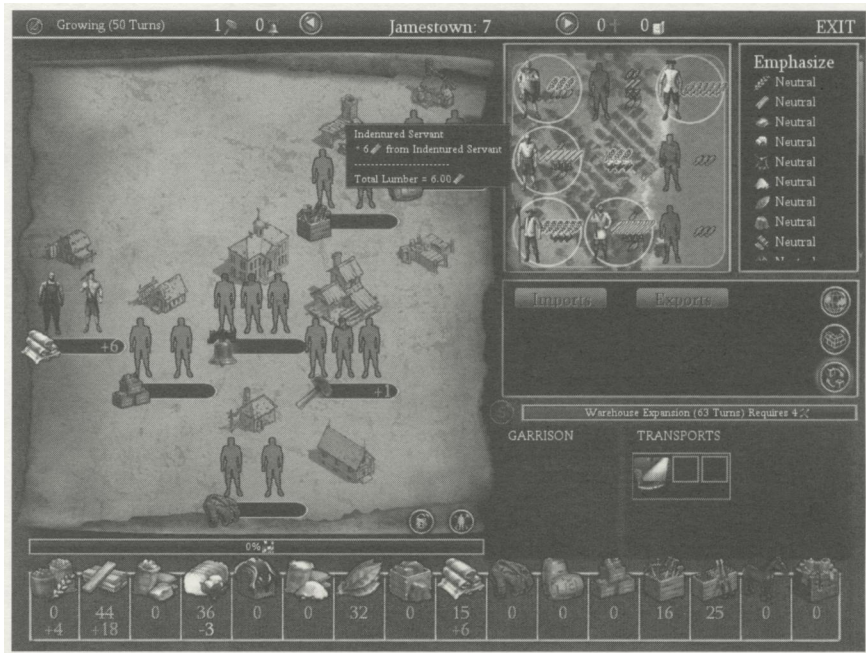 Growing (50 Turns)
1
0
Jamestown: 7
0
0
EXIT
Indentured Servant
+6 from Indentured Servant
-----------------------
Total Lumber = 6.00
Emphasize
Neutral
Neutral
Neutral
Neutral
Neutral
Neutral
Neutral
Neutral
Neutral
Imports
Exports
+6
+1
Warehouse Expansion (63 Turns) Requires 4
GARRISON
TRANSPORTS
0%
0 44 0 36 0 0 32 0 15 0 0 0 16 25 0 0
+4 +18 -3 +6